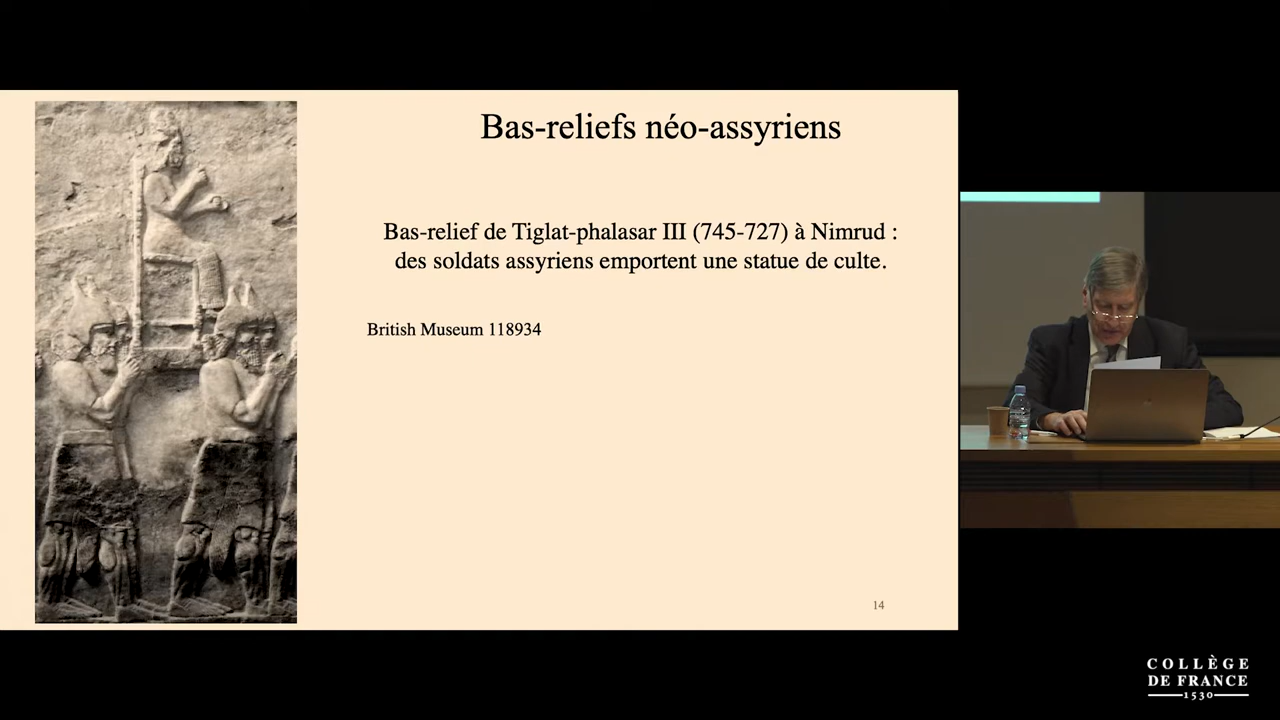 Bas-reliefs néo-assyriens
Bas-relief de Tiglat-phalasar III (745-727) à Nimrud :
des soldats assyriens emportent une statue de culte.
British Museum 118934
14
COLLÈGE
DE FRANCE
1530